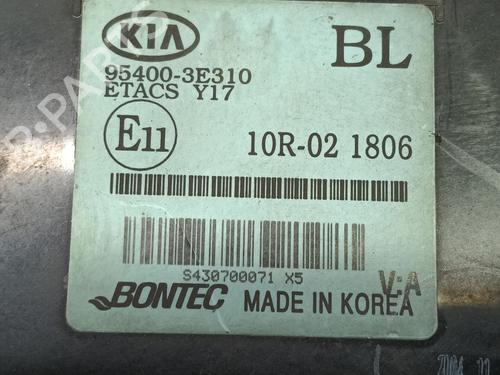 KIA
BL
95400-3E310
ETACS Y17
E11
10R-02 1806
S430700071 X5
V:A
BONTEC MADE IN KOREA